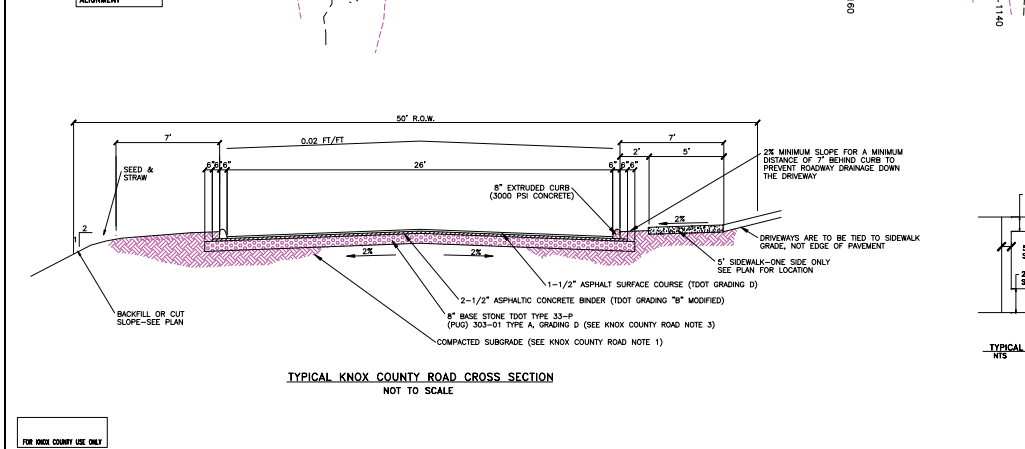 ALIGNMENT
160
1140
50' R.O.W.
7'
0.02 FT/FT
7'
6" 6" 6"
26'
6" 6" 6"
2'
5'
SEED &
STRAW
2% MINIMUM SLOPE FOR A MINIMUM
DISTANCE OF 7' BEHIND CURB TO
PREVENT ROADWAY DRAINAGE DOWN
THE DRIVEWAY
8" EXTRUDED CURB
(3000 PSI CONCRETE)
2%
2
1
DRIVEWAYS ARE TO BE TIED TO SIDEWALK
GRADE, NOT EDGE OF PAVEMENT
2%
2%
5' SIDEWALK-ONE SIDE ONLY
SEE PLAN FOR LOCATION
1-1/2" ASPHALT SURFACE COURSE (TDOT GRADING D)
2-1/2" ASPHALTIC CONCRETE BINDER (TDOT GRADING "B" MODIFIED)
BACKFILL OR CUT
SLOPE-SEE PLAN
8" BASE STONE TDOT TYPE 33-P
(PUG) 303-01 TYPE A, GRADING D (SEE KNOX COUNTY ROAD NOTE 3)
COMPACTED SUBGRADE (SEE KNOX COUNTY ROAD NOTE 1)
TYPICAL KNOX COUNTY ROAD CROSS SECTION
NOT TO SCALE
TYPICAL
NTS
FOR KNOX COUNTY USE ONLY